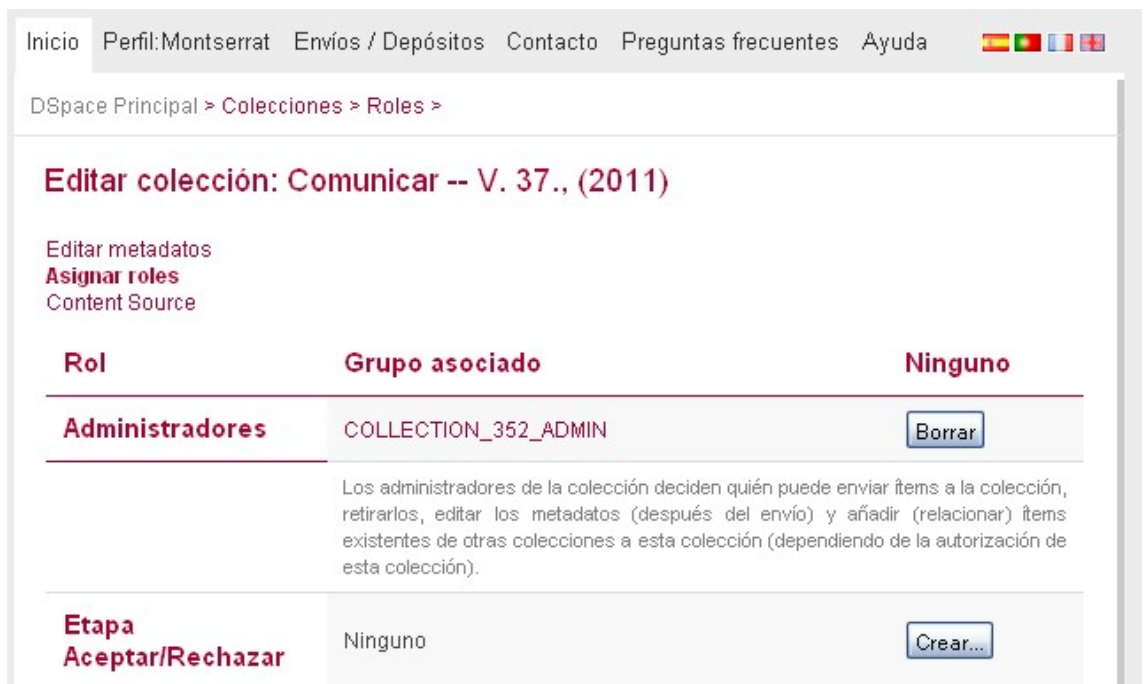 Inicio Perfil:Montserrat Envíos / Depósitos Contacto Preguntas frecuentes Ayuda
DSpace Principal > Colecciones > Roles >
Editar colección: Comunicar -- V. 37., (2011)
Editar metadatos
Asignar roles
Content Source
Rol Grupo asociado Ninguno
Administradores COLLECTION_352_ADMIN Borrar
Los administradores de la colección deciden quién puede enviar ítems a la colección,
retirarlos, editar los metadatos (después del envío) y añadir (relacionar) ítems
existentes de otras colecciones a esta colección (dependiendo de la autorización de
esta colección).
Etapa
Aceptar/Rechazar Ninguno Crear...